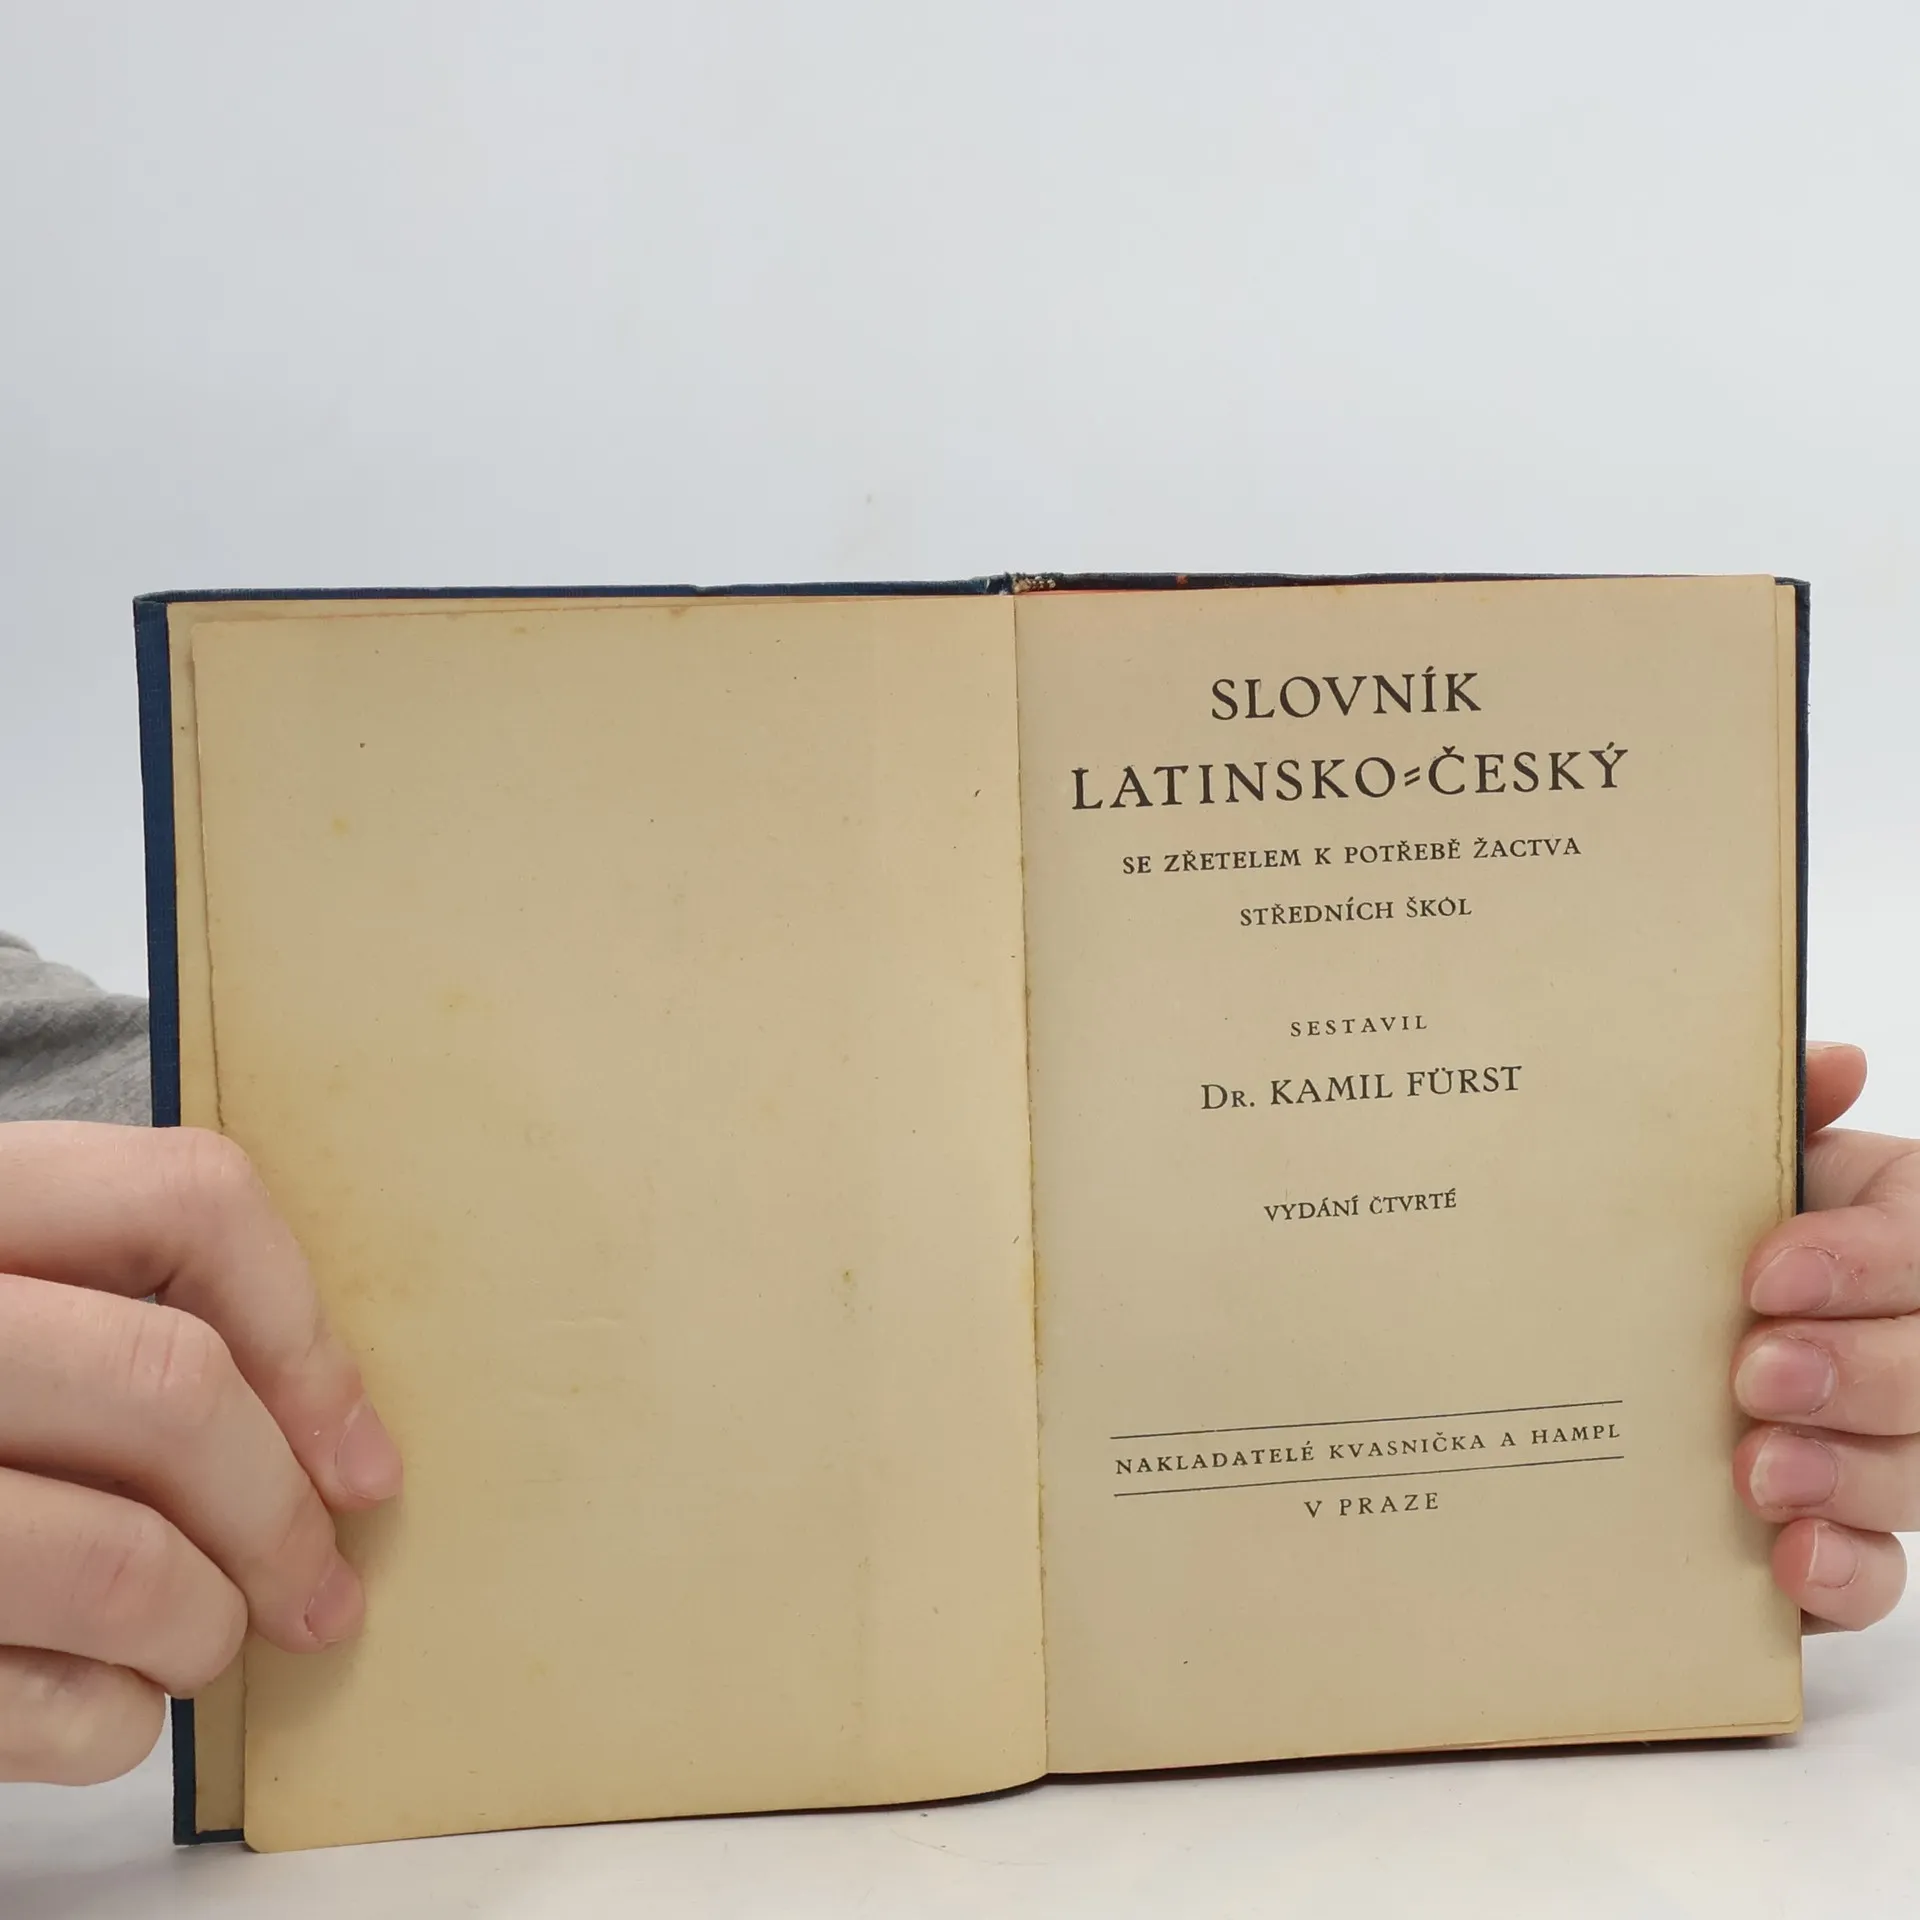 SLOVNÍK
LATINSKO=ČESKÝ
SE ZŘETELEM K POTŘEBĚ ŽACTVA
STŘEDNÍCH ŠKOL
SESTAVIL
DR. KAMIL FÜRST
VYDÁNÍ ČTVRTÉ
NAKLADATELÉ KVASNIČKA A HAMPL
V PRAZE